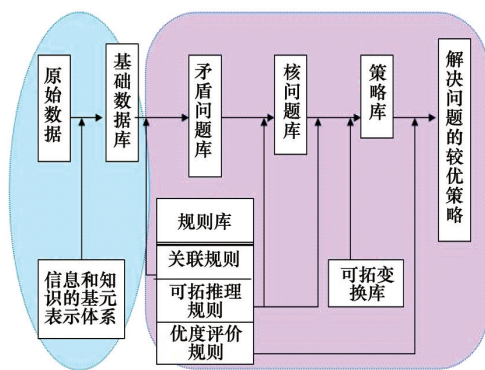 原始数据
基础数据库
矛盾问题库
核问题库
策略库
解决问题的较优策略
规则库
关联规则
可拓推理
规则
优度评价
规则
信息和知
识的基元
表示体系
可拓变
换库